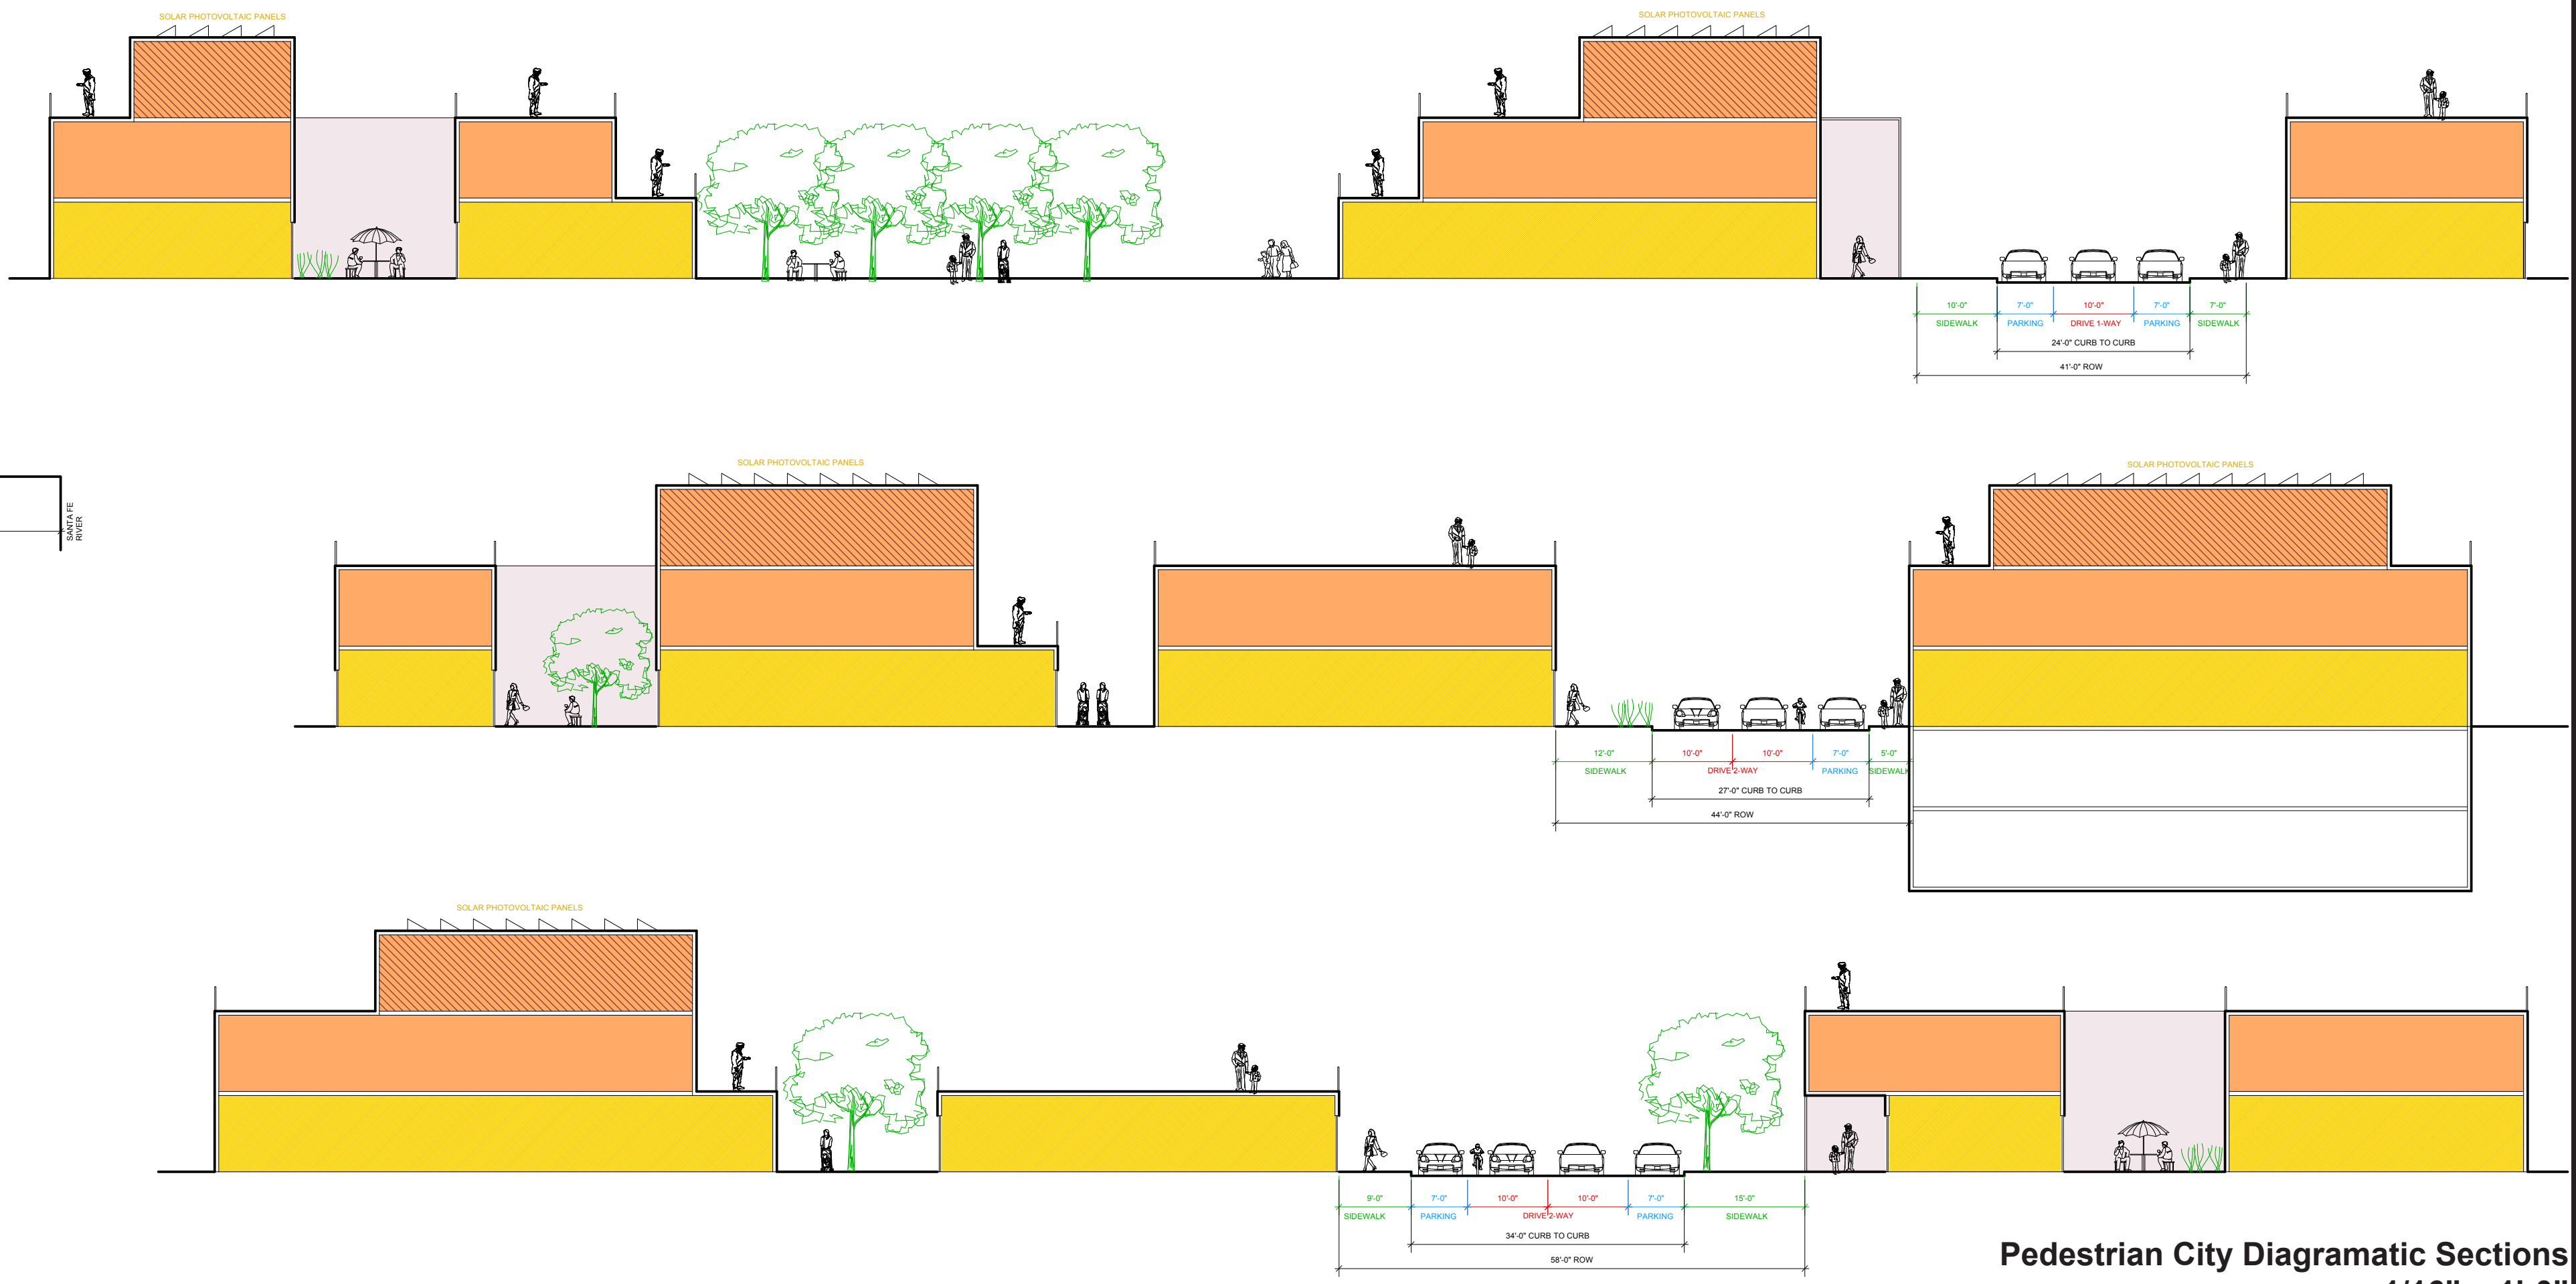 SOLAR PHOTOVOLTAIC PANELS
SOLAR PHOTOVOLTAIC PANELS
10'-0" 7'-0" 10'-0" 7'-0" 7'-0"
SIDEWALK PARKING DRIVE 1-WAY PARKING SIDEWALK
24'-0" CURB TO CURB
41'-0" ROW
SANTA FE
RIVER
SOLAR PHOTOVOLTAIC PANELS
SOLAR PHOTOVOLTAIC PANELS
12'-0" 10'-0" 10'-0" 7'-0" 5'-0"
SIDEWALK DRIVE 2-WAY PARKING SIDEWALK
27'-0" CURB TO CURB
44'-0" ROW
SOLAR PHOTOVOLTAIC PANELS
9'-0" 7'-0" 10'-0" 10'-0" 7'-0" 15'-0"
SIDEWALK PARKING DRIVE 2-WAY PARKING SIDEWALK
34'-0" CURB TO CURB
58'-0" ROW
Pedestrian City Diagramatic Sections